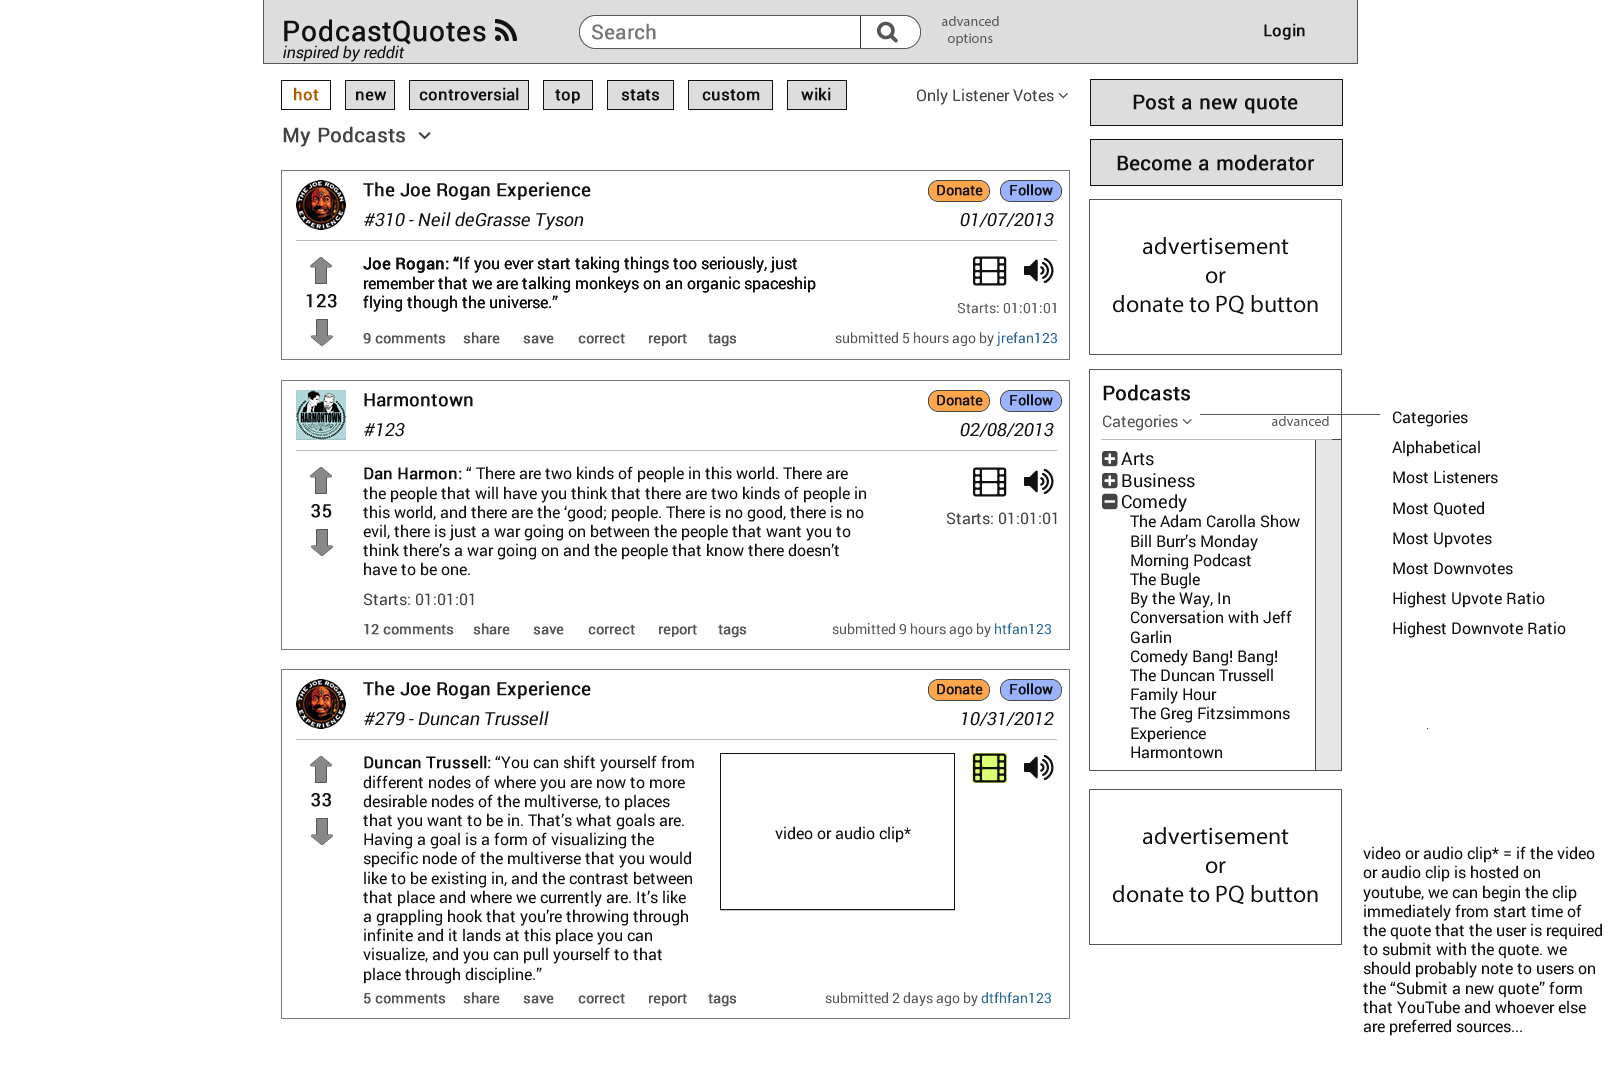 PodcastQuotes
inspired by reddit
Search
advanced
options
Login
hot
new
controversial
top
stats
custom
wiki
Only Listener Votes
My Podcasts
Post a new quote
Become a moderator
THE JOE ROGAN
EXPERIENCE
The Joe Rogan Experience
#310 - Neil deGrasse Tyson
Donate
Follow
01/07/2013
123
Joe Rogan: “If you ever start taking things too seriously, just
remember that we are talking monkeys on an organic spaceship
flying though the universe.”
Starts: 01:01:01
9 comments share save correct report tags
submitted 5 hours ago by jrefan123
HARMONTOWN
Harmontown
#123
Donate
Follow
02/08/2013
35
Dan Harmon: “ There are two kinds of people in this world. There are
the people that will have you think that there are two kinds of people in
this world, and there are the ‘good; people. There is no good, there is no
evil, there is just a war going on between the people that want you to
think there’s a war going on and the people that know there doesn’t
have to be one.
Starts: 01:01:01
Starts: 01:01:01
12 comments share save correct report tags
submitted 9 hours ago by htfan123
THE JOE ROGAN
EXPERIENCE
The Joe Rogan Experience
#279 - Duncan Trussell
Donate
Follow
10/31/2012
33
Duncan Trussell: “You can shift yourself from
different nodes of where you are now to more
desirable nodes of the multiverse, to places
that you want to be in. That’s what goals are.
Having a goal is a form of visualizing the
specific node of the multiverse that you would
like to be existing in, and the contrast between
that place and where we currently are. It’s like
a grappling hook that you’re throwing through
infinite and it lands at this place you can
visualize, and you can pull yourself to that
place through discipline.”
video or audio clip*
5 comments share save correct report tags
submitted 2 days ago by dtfhfan123
advertisement
or
donate to PQ button
Podcasts
Categories
advanced
Arts
Business
Comedy
The Adam Carolla Show
Bill Burr’s Monday
Morning Podcast
The Bugle
By the Way, In
Conversation with Jeff
Garlin
Comedy Bang! Bang!
The Duncan Trussell
Family Hour
The Greg Fitzsimmons
Experience
Harmontown
Categories
Alphabetical
Most Listeners
Most Quoted
Most Upvotes
Most Downvotes
Highest Upvote Ratio
Highest Downvote Ratio
advertisement
or
donate to PQ button
video or audio clip* = if the video
or audio clip is hosted on
youtube, we can begin the clip
immediately from start time of
the quote that the user is required
to submit with the quote. we
should probably note to users on
the “Submit a new quote” form
that YouTube and whoever else
are preferred sources...